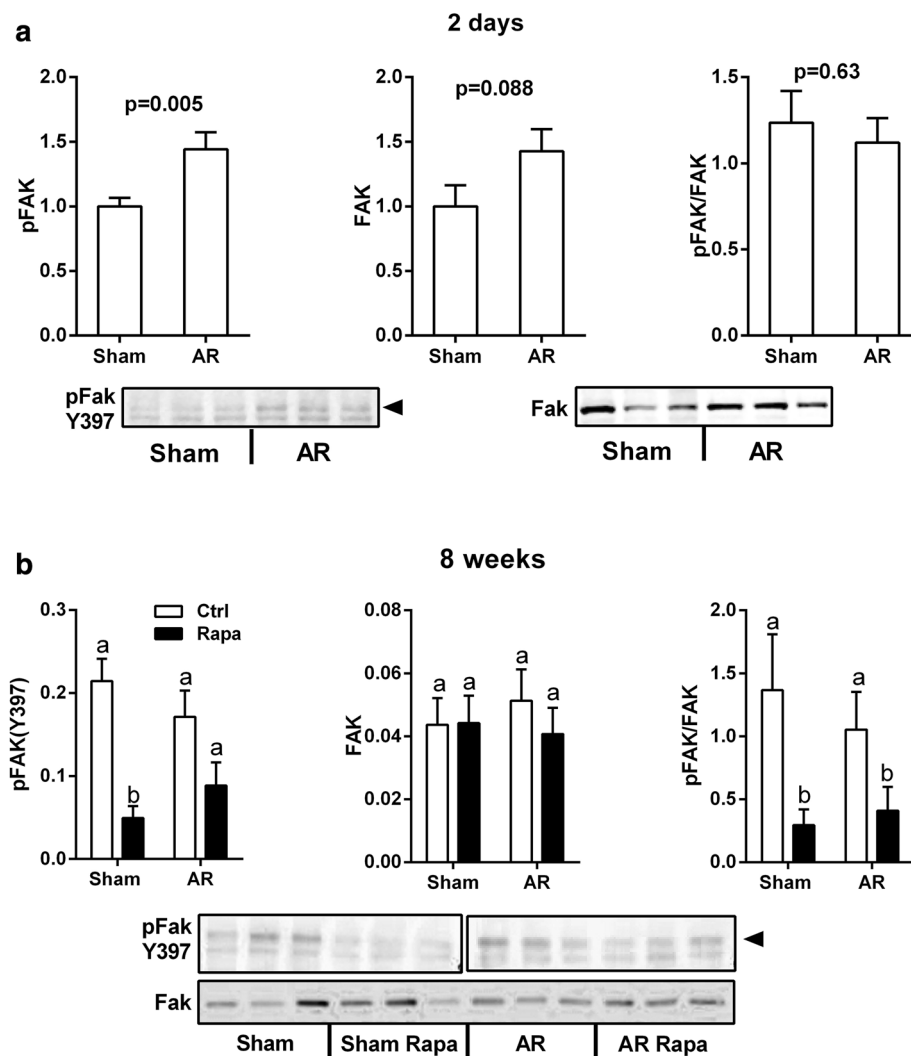 a
2 days
pFAK
2.0
1.5
1.0
0.5
0.0
p=0.005
Sham AR
FAK
2.0
1.5
1.0
0.5
0.0
p=0.088
Sham AR
pFAK/FAK
1.5
1.0
0.5
0.0
p=0.63
Sham AR
pFak
Y397
Sham AR
Fak
Sham AR
b
8 weeks
pFAK(Y397)
0.3
0.2
0.1
0.0
Ctrl
Rapa
a b a a
Sham AR
FAK
0.08
0.06
0.04
0.02
0.00
a a a a
Sham AR
pFAK/FAK
2.0
1.5
1.0
0.5
0.0
a b a b
Sham AR
pFak
Y397
Fak
Sham Sham Rapa AR AR Rapa